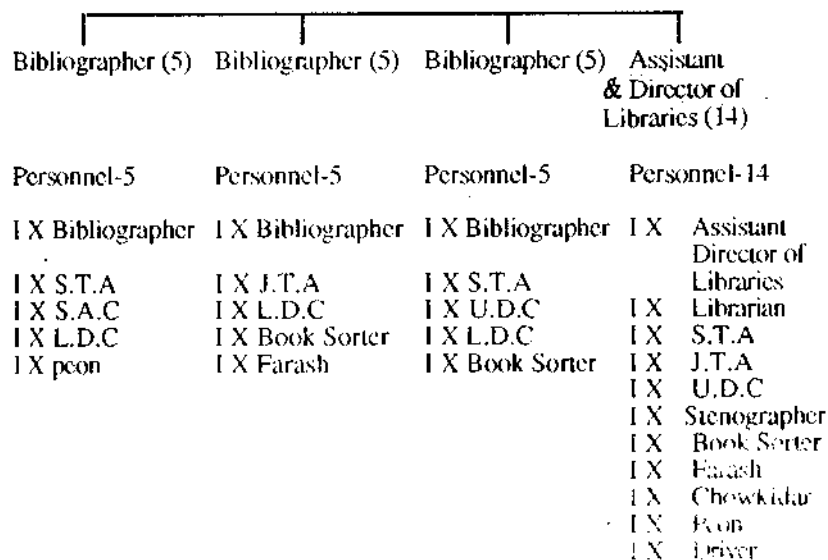 Bibliographer (5) Bibliographer (5) Bibliographer (5) Assistant
& Director of
Libraries (14)
Personnel-5 Personnel-5 Personnel-5 Personnel-14
I X Bibliographer I X Bibliographer I X Bibliographer I X Assistant
Director of
I X S.T.A I X J.T.A I X S.T.A Libraries
I X S.A.C I X L.D.C I X U.D.C I X Librarian
I X L.D.C I X Book Sorter I X L.D.C I X S.T.A
I X peon I X Farash I X Book Sorter I X J.T.A
I X U.D.C
I X Stenographer
I X Book Sorter
I X Farash
I X Chowkidar
I X Peon
I X Driver